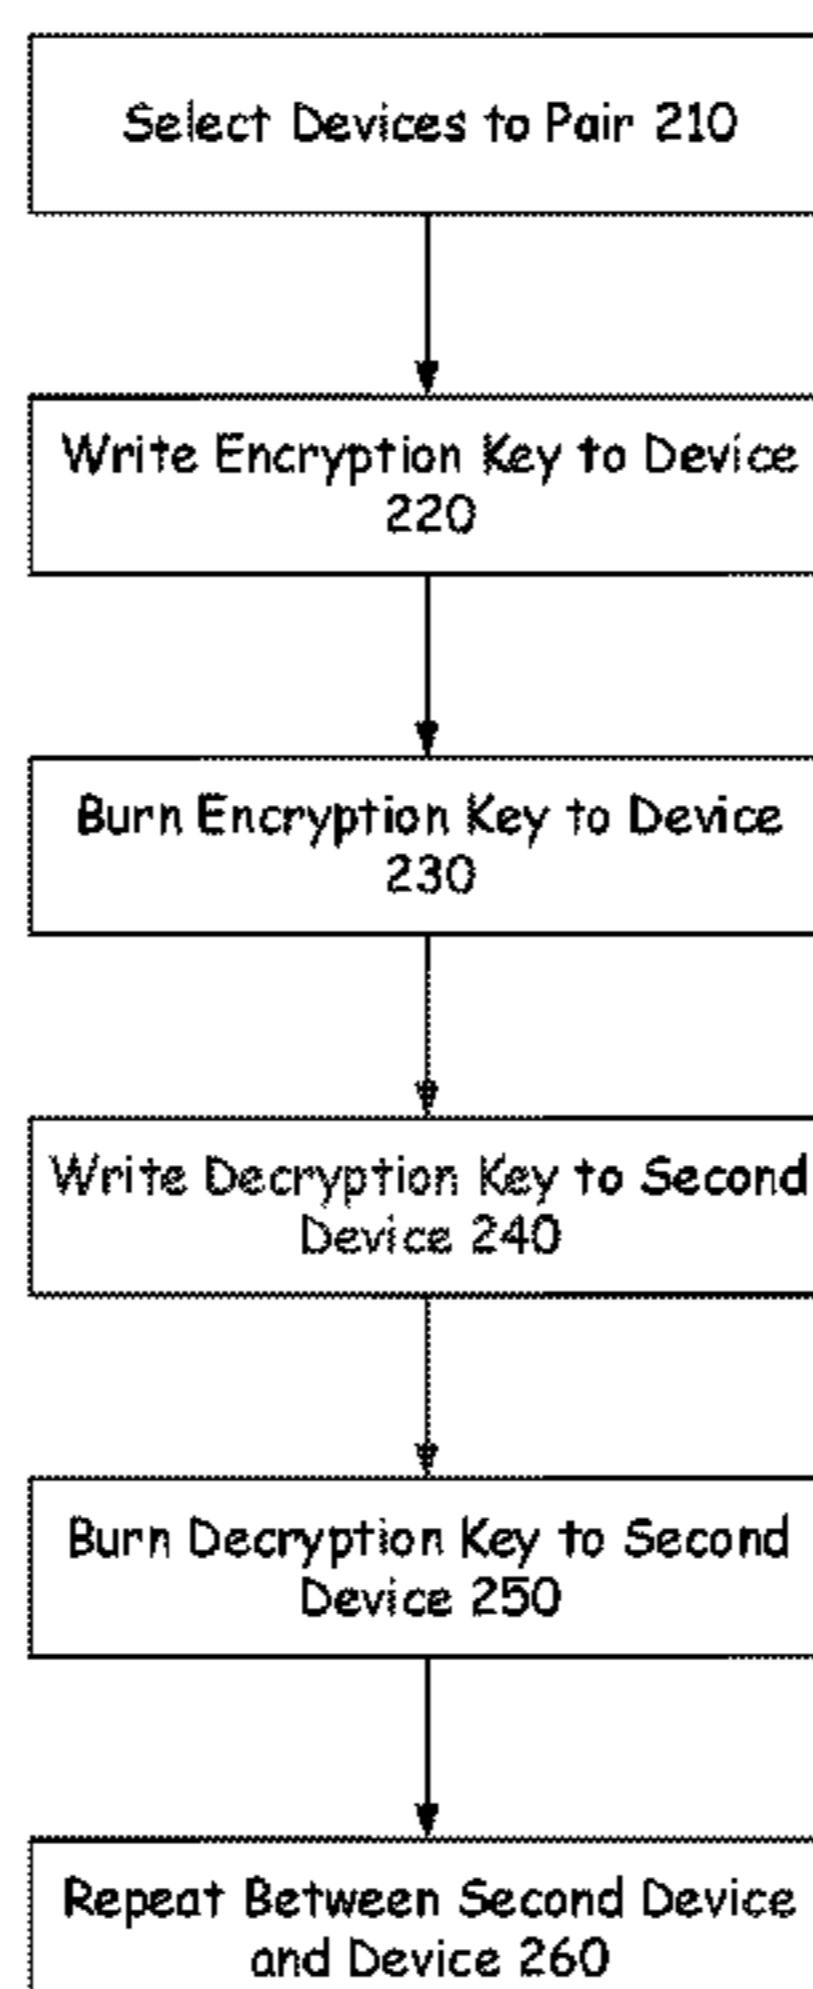 Select Devices to Pair 210
Write Encryption Key to Device
220
Burn Encryption Key to Device
230
Write Decryption Key to Second
Device 240
Burn Decryption Key to Second
Device 250
Repeat Between Second Device
and Device 260